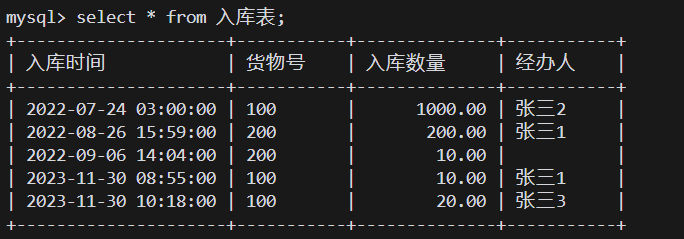 mysql> select * from 入库表;
+---------------------+-----------+--------------+-----------+
| 入库时间 | 货物号 | 入库数量 | 经办人 |
+---------------------+-----------+--------------+-----------+
| 2022-07-24 03:00:00 | 100 | 1000.00 | 张三2 |
| 2022-08-26 15:59:00 | 200 | 200.00 | 张三1 |
| 2022-09-06 14:04:00 | 200 | 10.00 | |
| 2023-11-30 08:55:00 | 100 | 10.00 | 张三1 |
| 2023-11-30 10:18:00 | 100 | 20.00 | 张三3 |
+---------------------+-----------+--------------+-----------+